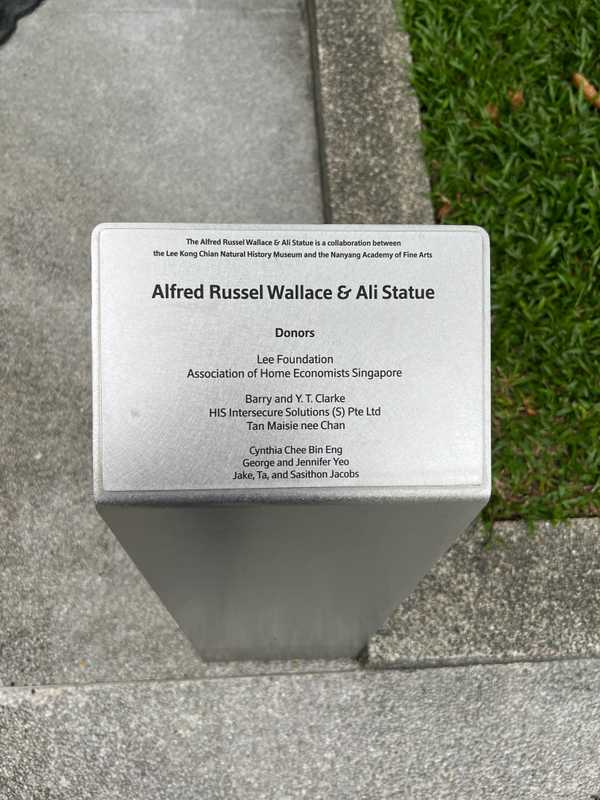 The Alfred Russel Wallace & Ali Statue is a collaboration between
the Lee Kong Chian Natural History Museum and the Nanyang Academy of Fine Arts
Alfred Russel Wallace & Ali Statue
Donors
Lee Foundation
Association of Home Economists Singapore
Barry and Y. T. Clarke
HIS Intersecure Solutions (S) Pte Ltd
Tan Maisie nee Chan
Cynthia Chee Bin Eng
George and Jennifer Yeo
Jake, Ta, and Sasithon Jacobs